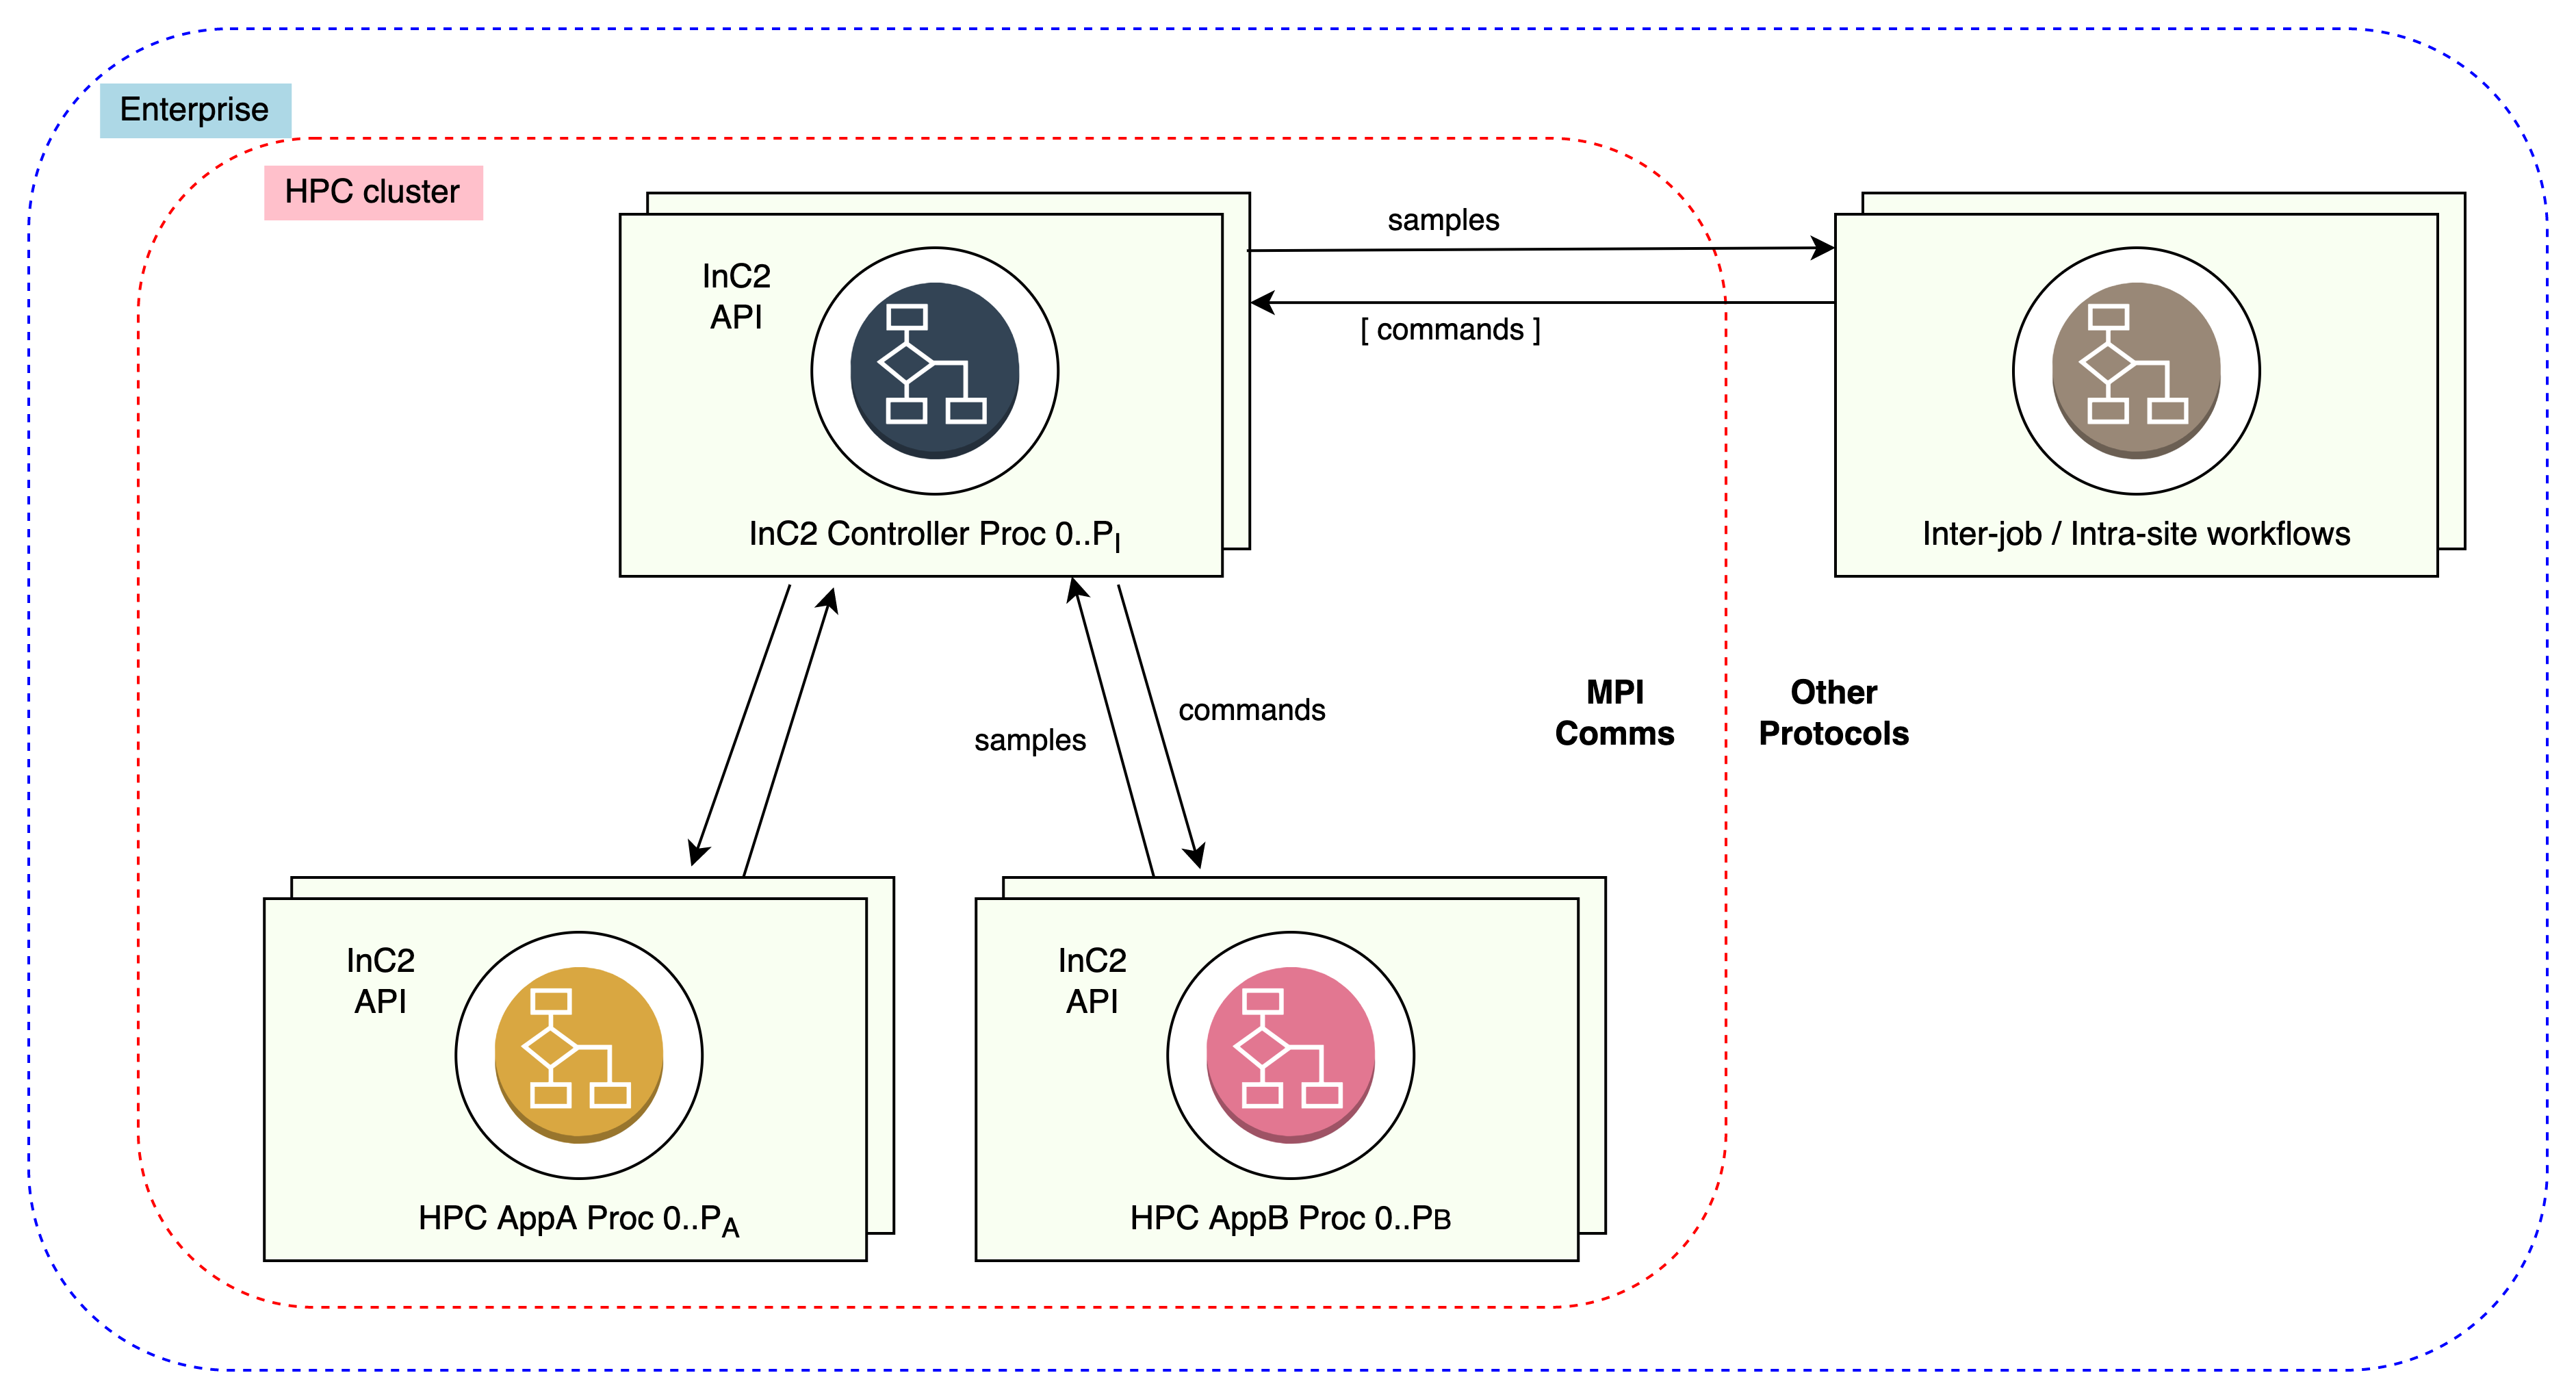 Enterprise
HPC cluster
InC2
API
InC2 Controller Proc 0..PI
samples
[ commands ]
Inter-job / Intra-site workflows
samples
commands
MPI
Comms
Other
Protocols
InC2
API
HPC AppA Proc 0..PA
InC2
API
HPC AppB Proc 0..PB